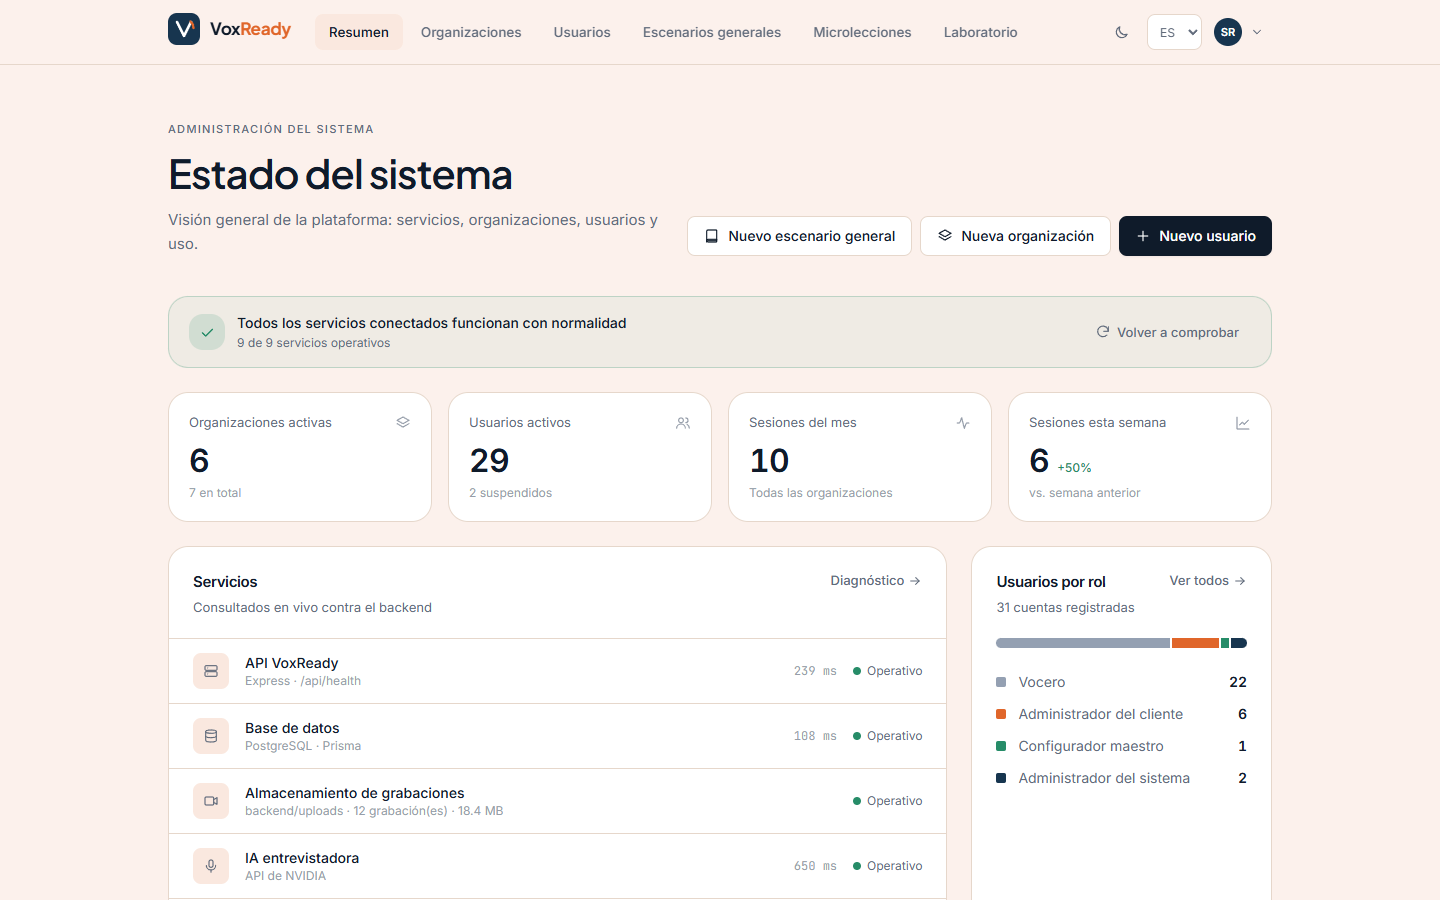 VoxReady
Resumen
Organizaciones
Usuarios
Escenarios generales
Microlecciones
Laboratorio
ES
SR
ADMINISTRACIÓN DEL SISTEMA
Estado del sistema
Visión general de la plataforma: servicios, organizaciones, usuarios y
uso.
Nuevo escenario general
Nueva organización
Nuevo usuario
Todos los servicios conectados funcionan con normalidad
9 de 9 servicios operativos
Volver a comprobar
Organizaciones activas
6
7 en total
Usuarios activos
29
2 suspendidos
Sesiones del mes
10
Todas las organizaciones
Sesiones esta semana
6 +50%
vs. semana anterior
Servicios
Diagnóstico →
Consultados en vivo contra el backend
API VoxReady
Express · /api/health
239 ms
Operativo
Base de datos
PostgreSQL · Prisma
108 ms
Operativo
Almacenamiento de grabaciones
backend/uploads · 12 grabación(es) · 18.4 MB
Operativo
IA entrevistadora
API de NVIDIA
650 ms
Operativo
Usuarios por rol
Ver todos →
31 cuentas registradas
Vocero 22
Administrador del cliente 6
Configurador maestro 1
Administrador del sistema 2